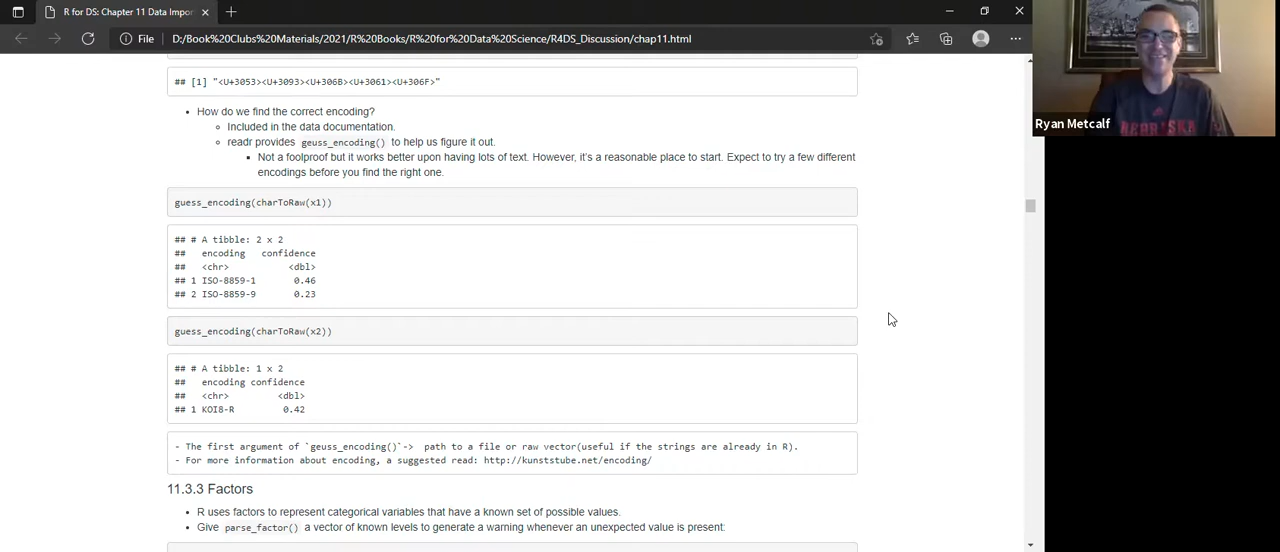 R for DS: Chapter 11 Data Impor
File
D:/Book%20Clubs%20Materials/2021/R%20Books/R%20for%20Data%20Science/R4DS_Discussion/chap11.html
## [1] "<U+3053><U+3093><U+306B><U+3061><U+306F>"
How do we find the correct encoding?
Included in the data documentation.
readr provides geuss_encoding() to help us figure it out.
Not a foolproof but it works better upon having lots of text. However, it's a reasonable place to start. Expect to try a few different
encodings before you find the right one.
guess_encoding(charToRaw(x1))
## # A tibble: 2 x 2
## encoding confidence
## <chr> <dbl>
## 1 ISO-8859-1 0.46
## 2 ISO-8859-9 0.23
guess_encoding(charToRaw(x2))
## # A tibble: 1 x 2
## encoding confidence
## <chr> <dbl>
## 1 KOI8-R 0.42
- The first argument of `geuss_encoding()`-> path to a file or raw vector(useful if the strings are already in R).
- For more information about encoding, a suggested read: http://kunststube.net/encoding/
11.3.3 Factors
R uses factors to represent categorical variables that have a known set of possible values.
Give parse_factor() a vector of known levels to generate a warning whenever an unexpected value is present:
Ryan Metcalf